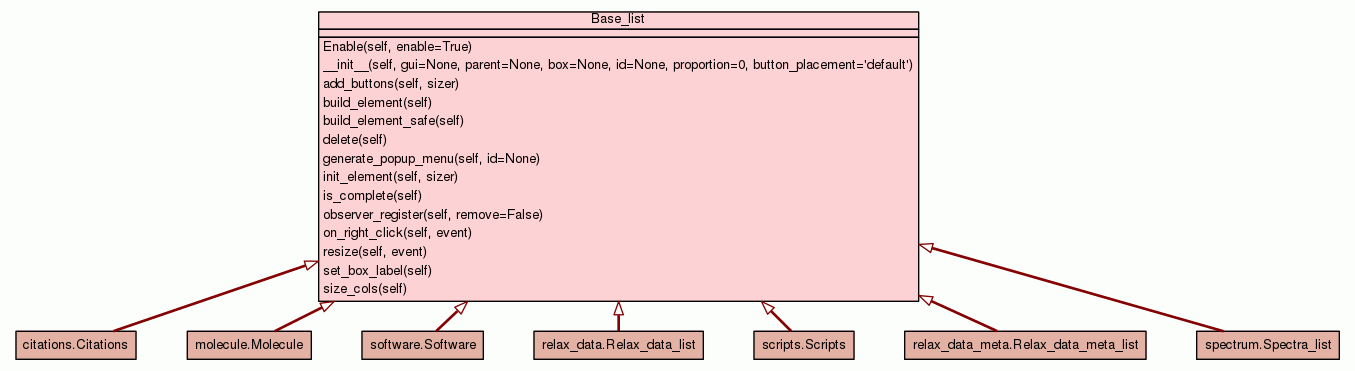 Base_list
Enable(self, enable=True)
__init__(self, gui=None, parent=None, box=None, id=None, proportion=0, button_placement='default')
add_buttons(self, sizer)
build_element(self)
build_element_safe(self)
delete(self)
generate_popup_menu(self, id=None)
init_element(self, sizer)
is_complete(self)
observer_register(self, remove=False)
on_right_click(self, event)
resize(self, event)
set_box_label(self)
size_cols(self)
citations.Citations
molecule.Molecule
software.Software
relax_data.Relax_data_list
scripts.Scripts
relax_data_meta.Relax_data_meta_list
spectrum.Spectra_list